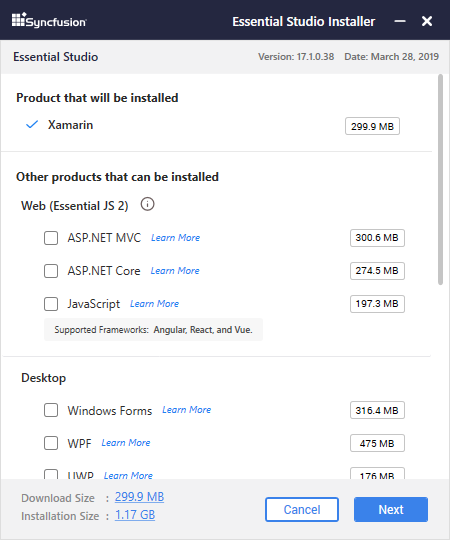 Syncfusion Essential Studio Installer
Essential Studio Version: 17.1.0.38 Date: March 28, 2019
Product that will be installed
Xamarin 299.9 MB
Other products that can be installed
Web (Essential JS 2)
ASP.NET MVC Learn More 300.6 MB
ASP.NET Core Learn More 274.5 MB
JavaScript Learn More 197.3 MB
Supported Frameworks: Angular, React, and Vue.
Desktop
Windows Forms Learn More 316.4 MB
WPF Learn More 475 MB
UWP Learn More 176 MB
Download Size : 299.9 MB
Installation Size : 1.17 GB
Cancel Next